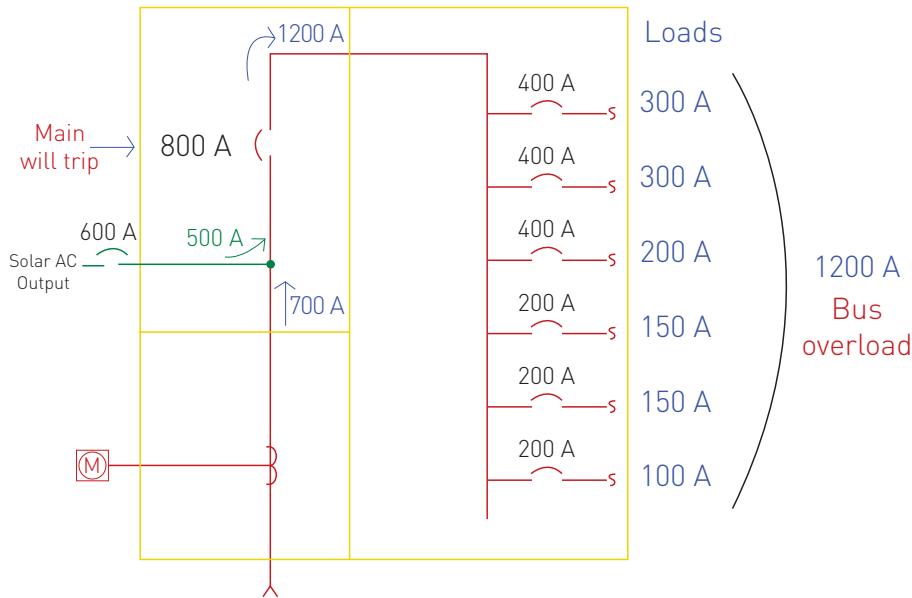 1200 A
Loads
400 A
300 A
Main
will trip
800 A
400 A
300 A
600 A
500 A
400 A
200 A
Solar AC
Output
700 A
1200 A
Bus
overload
200 A
150 A
200 A
150 A
M
200 A
100 A